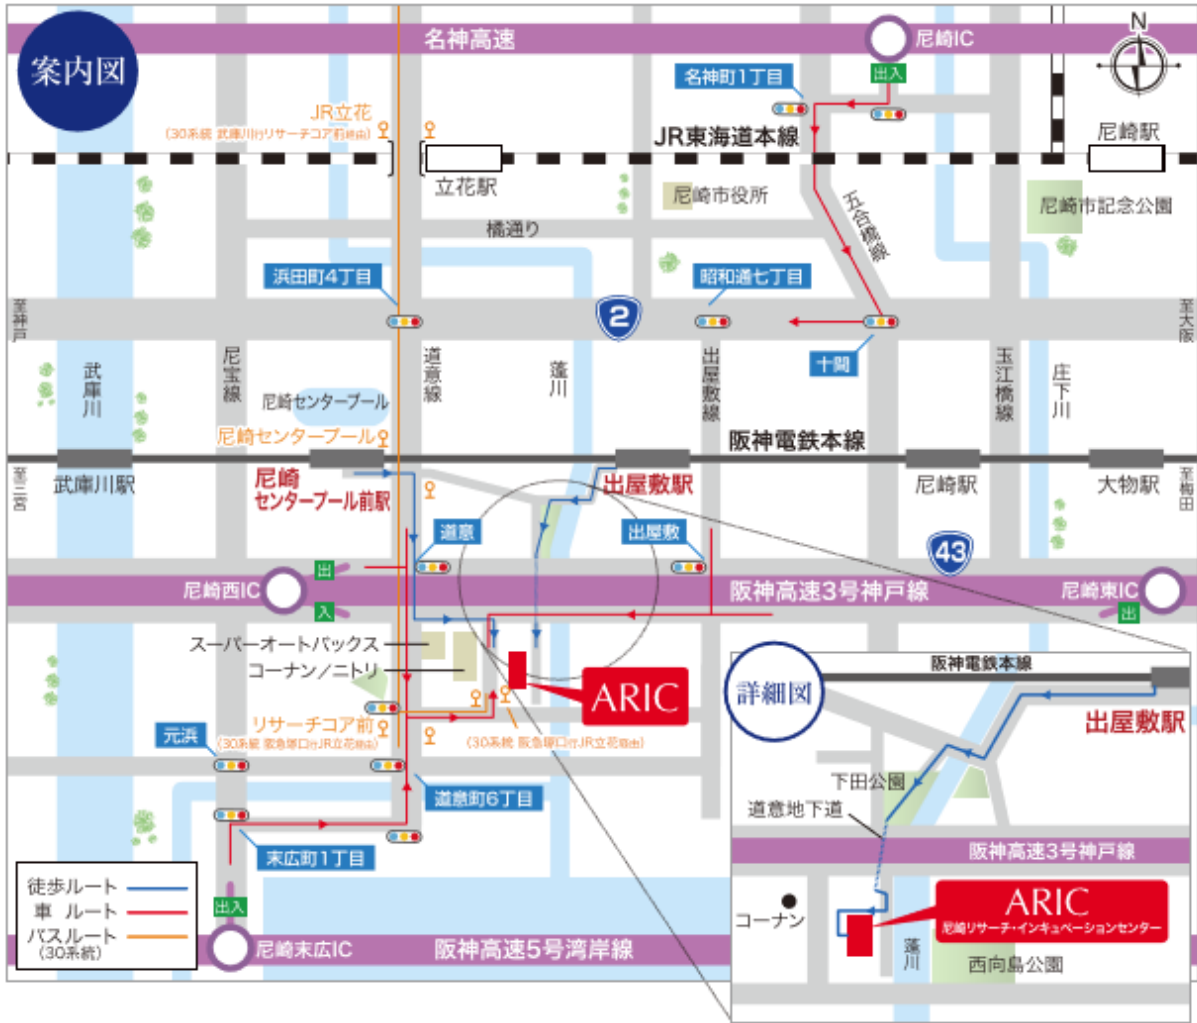 案内図
名神高速
尼崎IC
N
出入
名神町1丁目
JR立花
(30系統 武庫川行リサーチコア前経由)
JR東海道本線
尼崎駅
立花駅
尼崎市役所
尼崎市記念公園
五合橋線
橘通り
浜田町4丁目
昭和通七丁目
至神戸
2
至大阪
十間
武庫川
尼宝線
道意線
蓬川
出屋敷線
玉江橋線
庄下川
尼崎センタープール
尼崎センタープール
阪神電鉄本線
至三宮
武庫川駅
尼崎
センタープール前駅
出屋敷駅
尼崎駅
大物駅
至梅田
道意
出屋敷
43
尼崎西IC
出
入
阪神高速3号神戸線
尼崎東IC
出
スーパーオートバックス
コーナン/ニトリ
ARIC
リサーチコア前
(30系統 阪急塚口行JR立花経由)
(30系統 阪急塚口行JR立花経由)
元浜
道意町6丁目
末広町1丁目
徒歩ルート
車 ルート
バスルート
(30系統)
出入
尼崎末広IC
阪神高速5号湾岸線
詳細図
阪神電鉄本線
出屋敷駅
下田公園
道意地下道
阪神高速3号神戸線
コーナン
ARIC
尼崎リサーチ・インキュベーションセンター
蓬川
西向島公園